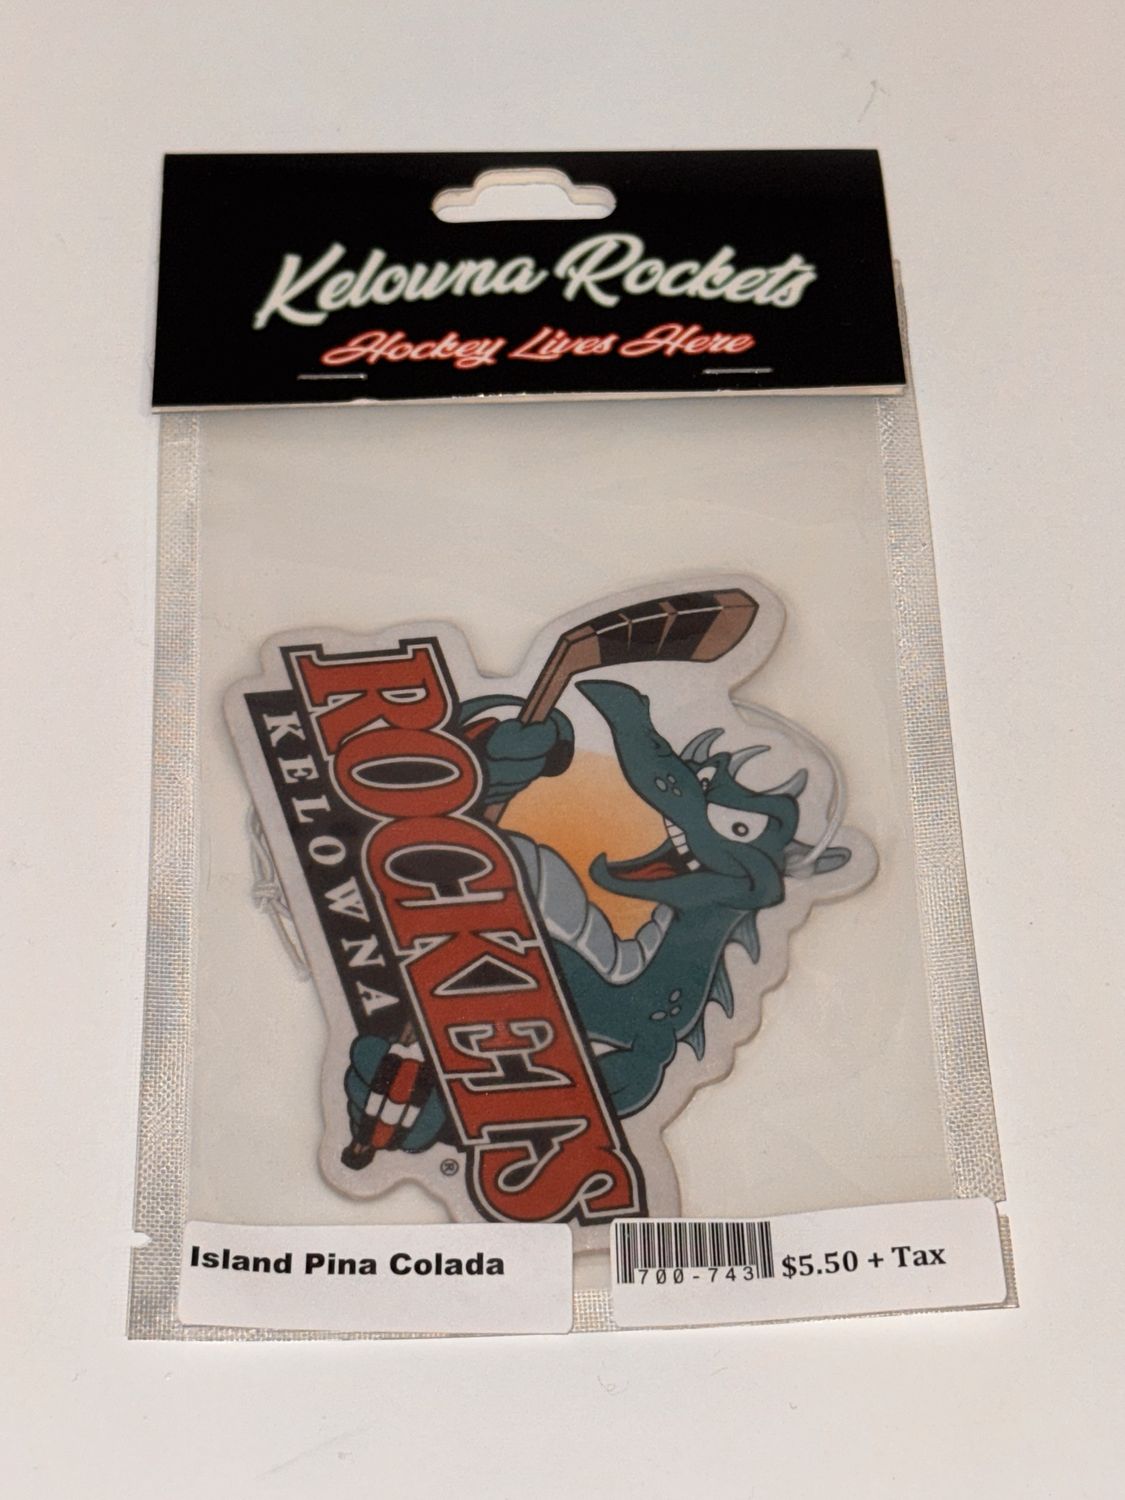 Kelowna Rockets
Hockey Lives Here
KELOWNA
ROCKETS
®
Island Pina Colada
700-743
$5.50 + Tax